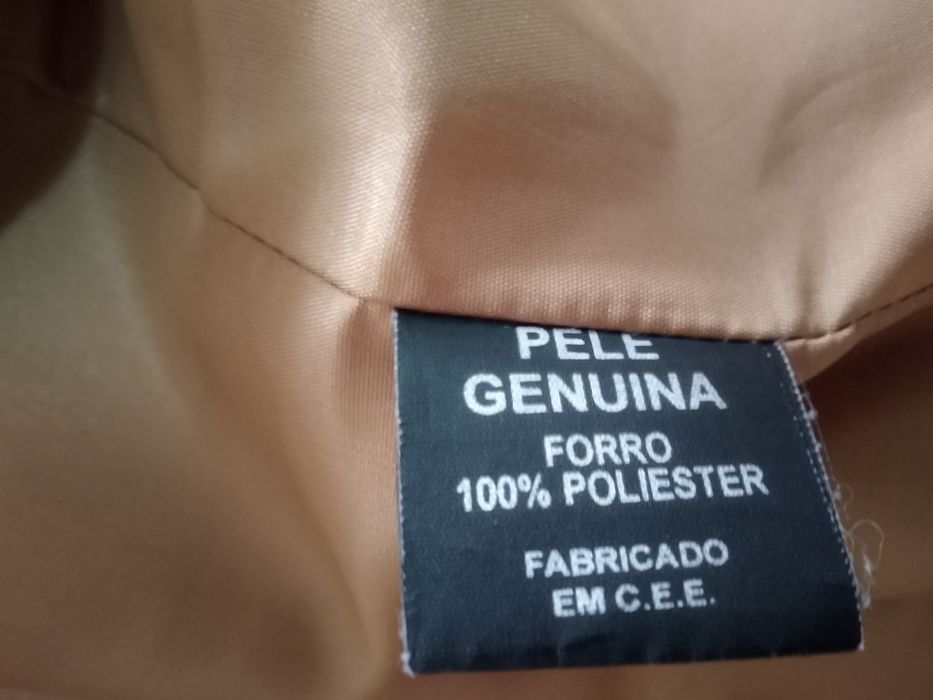 PELE
GENUINA
FORRO
100% POLIESTER
FABRICADO
EM C.E.E.